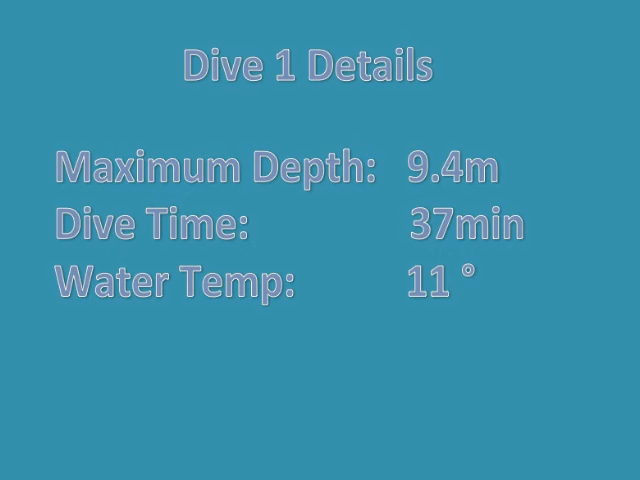 Dive 1 Details
Maximum Depth: 9.4m
Dive Time: 37min
Water Temp: 11 °